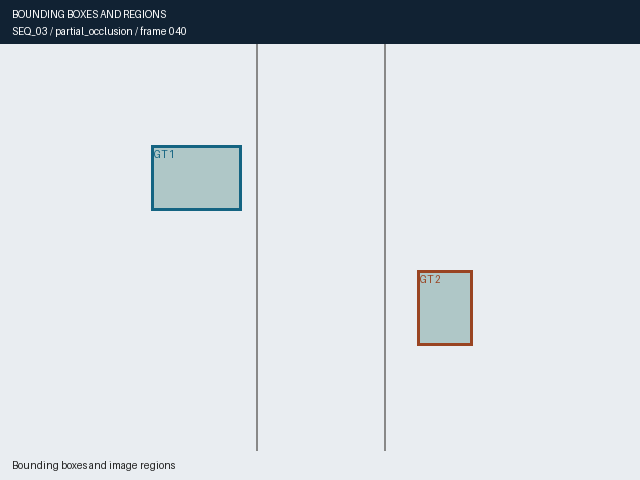 BOUNDING BOXES AND REGIONS
SEQ_03 / partial_occlusion / frame 040
GT1
GT2
Bounding boxes and image regions